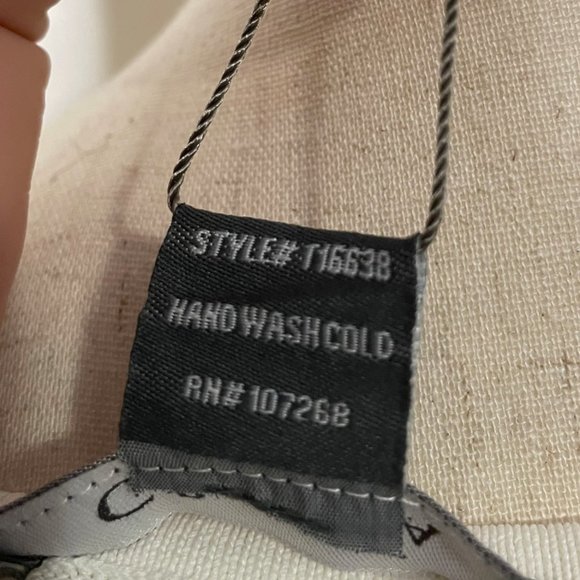 STYLE# T16638
HAND WASH COLD
RN# 107268